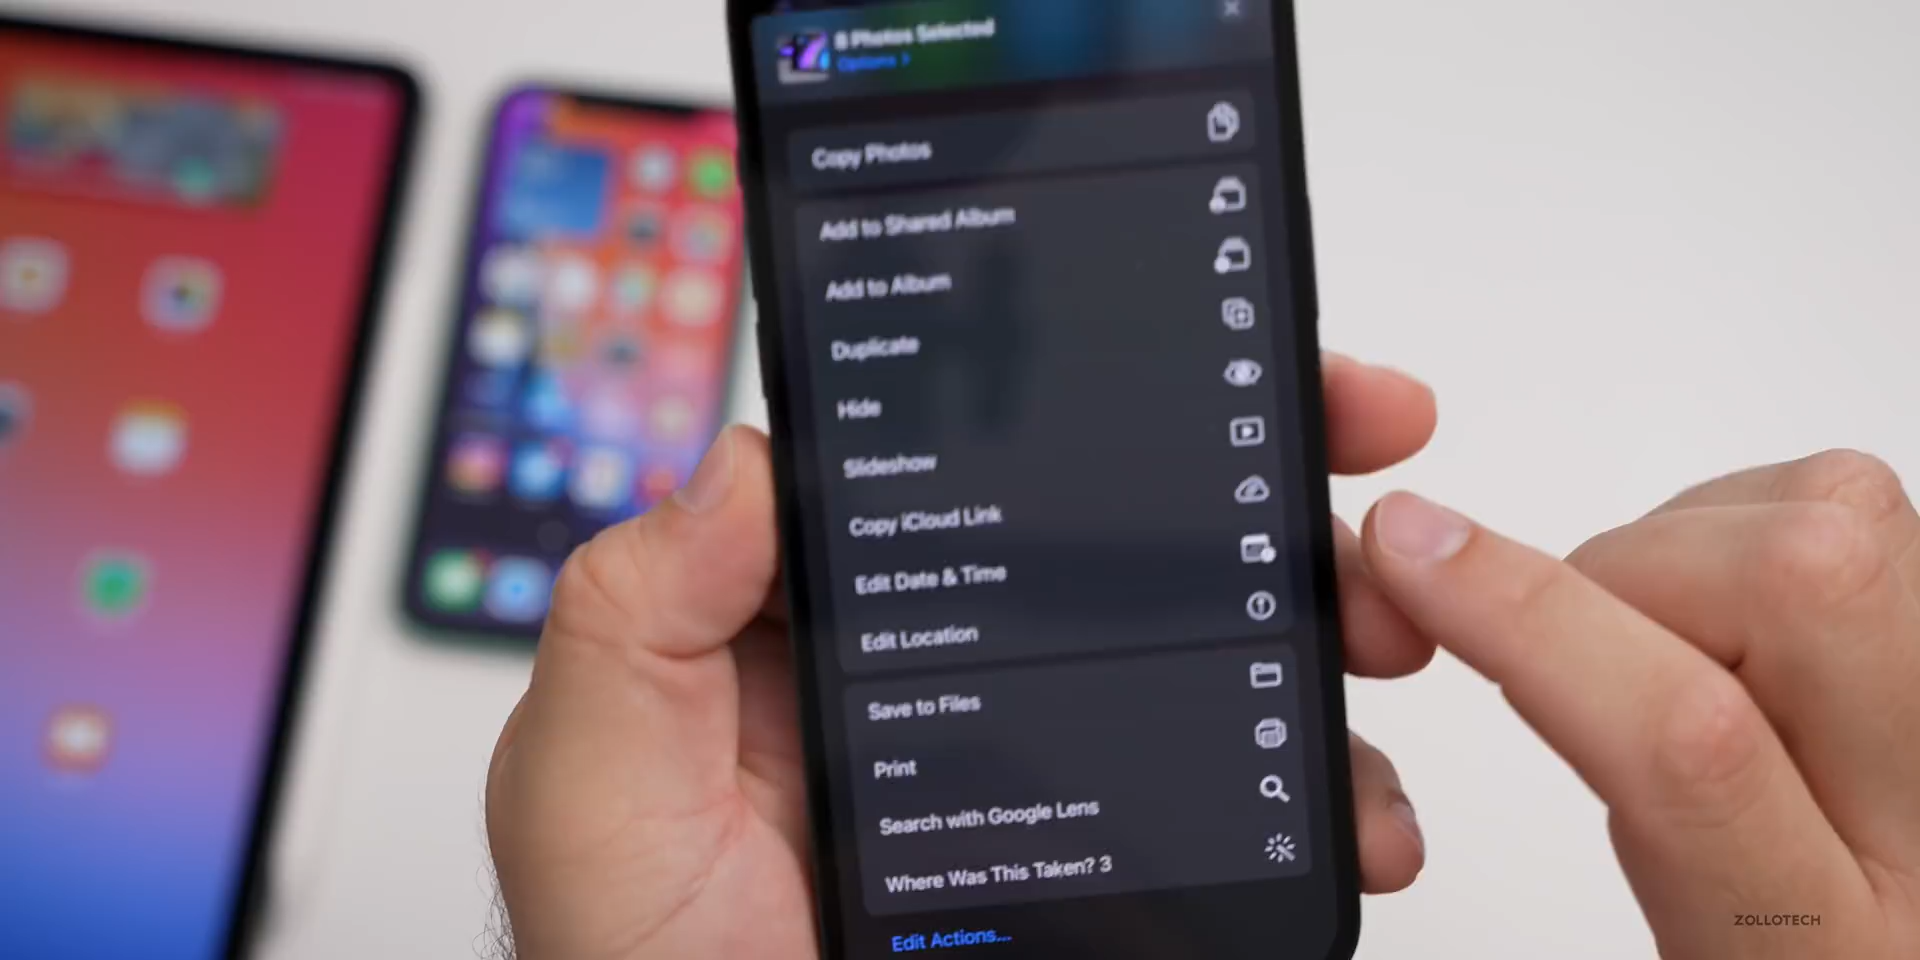 8 Photos Selected
Options >
Copy Photos
Add to Shared Album
Add to Album
Duplicate
Hide
Slideshow
Copy iCloud Link
Edit Date & Time
Edit Location
Save to Files
Print
Search with Google Lens
Where Was This Taken? 3
Edit Actions...
ZOLLOTECH